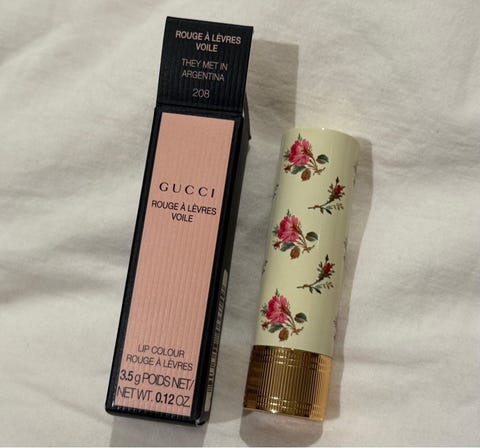 ROUGE À LÈVRES
VOILE
THEY MET IN
ARGENTINA
208
GUCCI
ROUGE À LÈVRES
VOILE
LIP COLOUR
ROUGE À LÈVRES
3.5 g POIDS NET/
NET WT. 0.12 OZ.